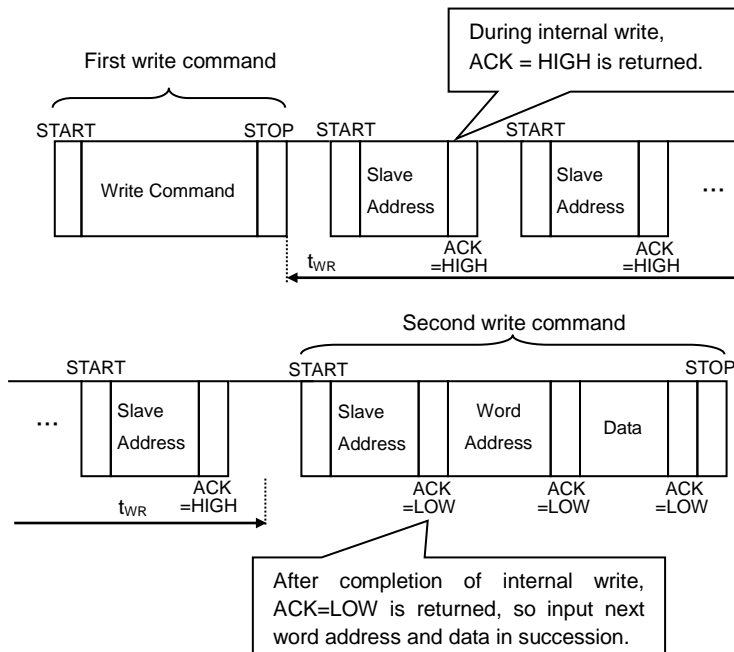 During internal write,
ACK = HIGH is returned.
First write command
START STOP START START
Write Command
Slave
Address
Slave
Address
...
ACK
=HIGH
ACK
=HIGH
tWR
Second write command
START START STOP
...
Slave
Address
Slave
Address
Word
Address
Data
ACK
=HIGH
ACK
=LOW
ACK
=LOW
ACK
=LOW
tWR
After completion of internal write,
ACK=LOW is returned, so input next
word address and data in succession.